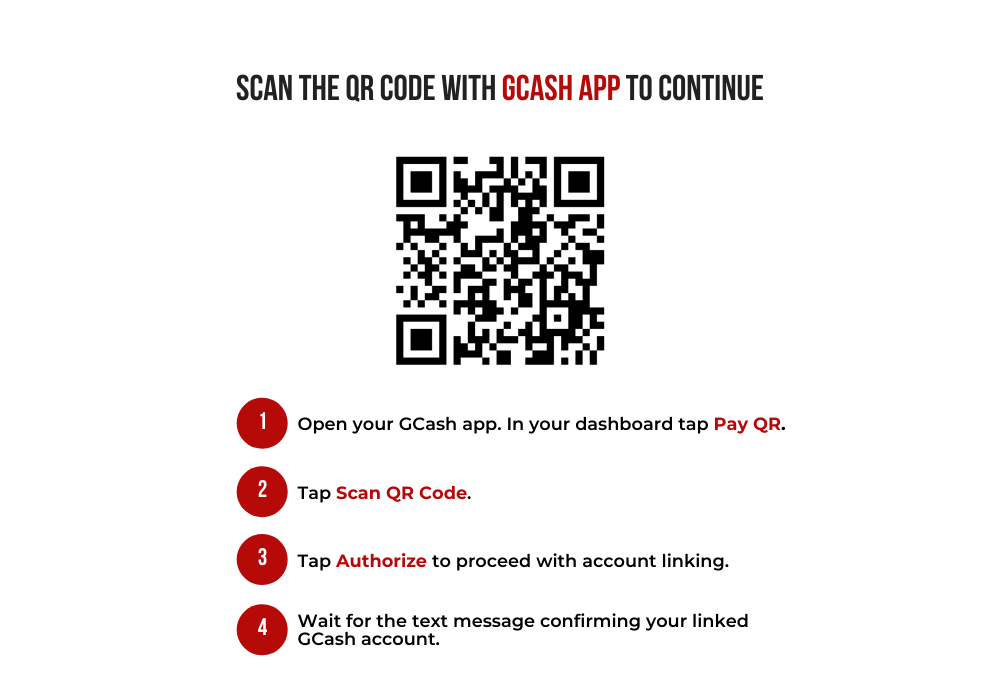 SCAN THE QR CODE WITH GCASH APP TO CONTINUE
1
Open your GCash app. In your dashboard tap Pay QR.
2
Tap Scan QR Code.
3
Tap Authorize to proceed with account linking.
4
Wait for the text message confirming your linked
GCash account.